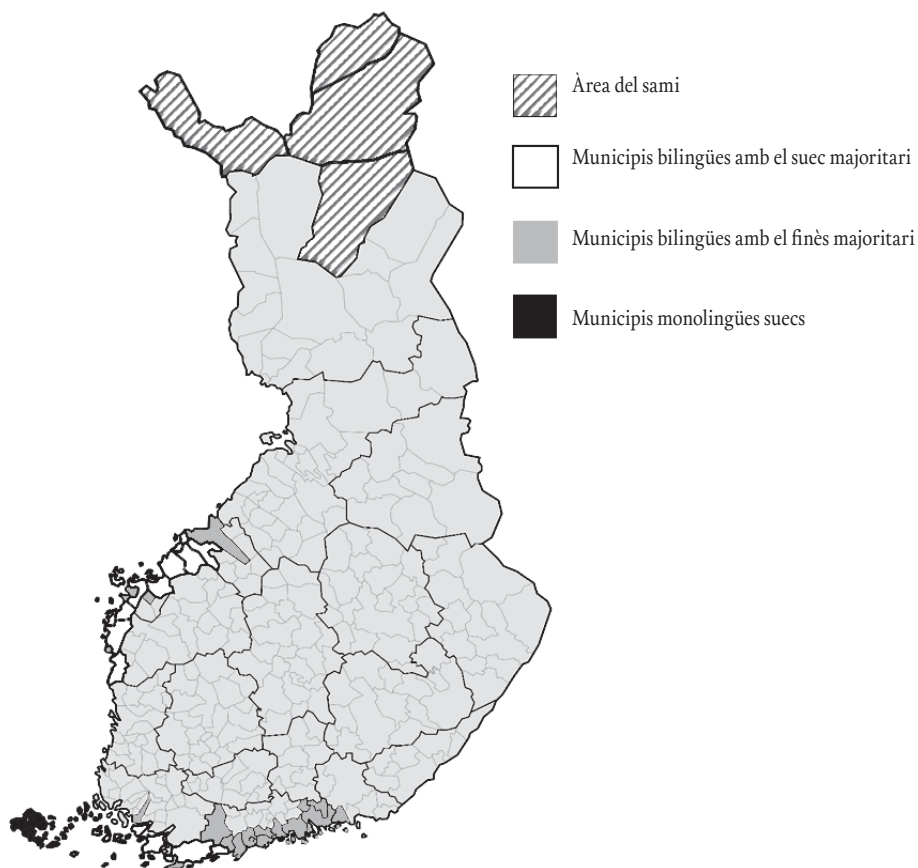 Àrea del sami
Municipis bilingües amb el suec majoritari
Municipis bilingües amb el finès majoritari
Municipis monolingües suecs